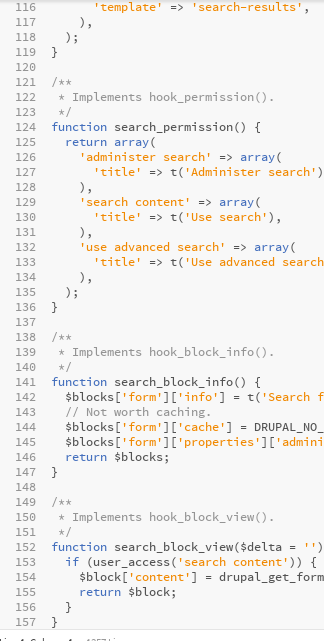 116 'template' => 'search-results',
117 ),
118 );
119 }
120
121 /**
122 * Implements hook_permission().
123 */
124 function search_permission() {
125 return array(
126 'administer search' => array(
127 'title' => t('Administer search')
128 ),
129 'search content' => array(
130 'title' => t('Use search'),
131 ),
132 'use advanced search' => array(
133 'title' => t('Use advanced search
134 ),
135 );
136 }
137
138 /**
139 * Implements hook_block_info().
140 */
141 function search_block_info() {
142 $blocks['form']['info'] = t('Search f
143 // Not worth caching.
144 $blocks['form']['cache'] = DRUPAL_NO_
145 $blocks['form']['properties']['admini
146 return $blocks;
147 }
148
149 /**
150 * Implements hook_block_view().
151 */
152 function search_block_view($delta = '')
153 if (user_access('search content')) {
154 $block['content'] = drupal_get_form
155 return $block;
156 }
157 }